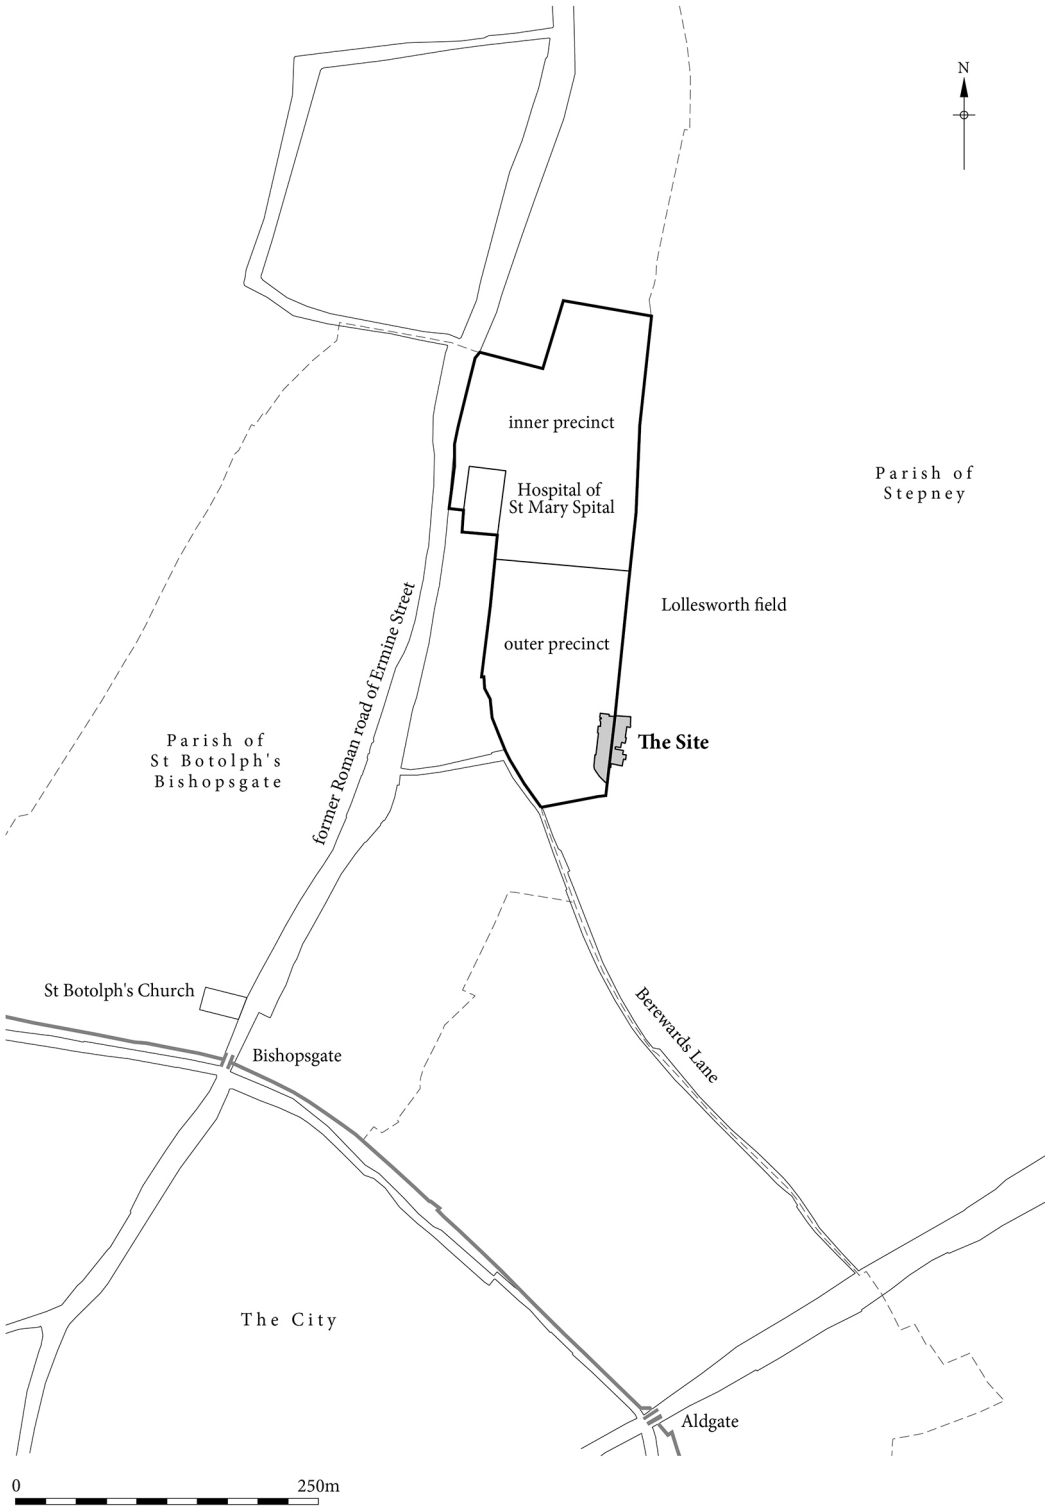 N
inner precinct
Parish of
Stepney
Hospital of
St Mary Spital
Lollesworth field
former Roman road of Ermine Street
outer precinct
The Site
Parish of
St Botolph's
Bishopsgate
St Botolph's Church
Berewards Lane
Bishopsgate
The City
Aldgate
0 250m